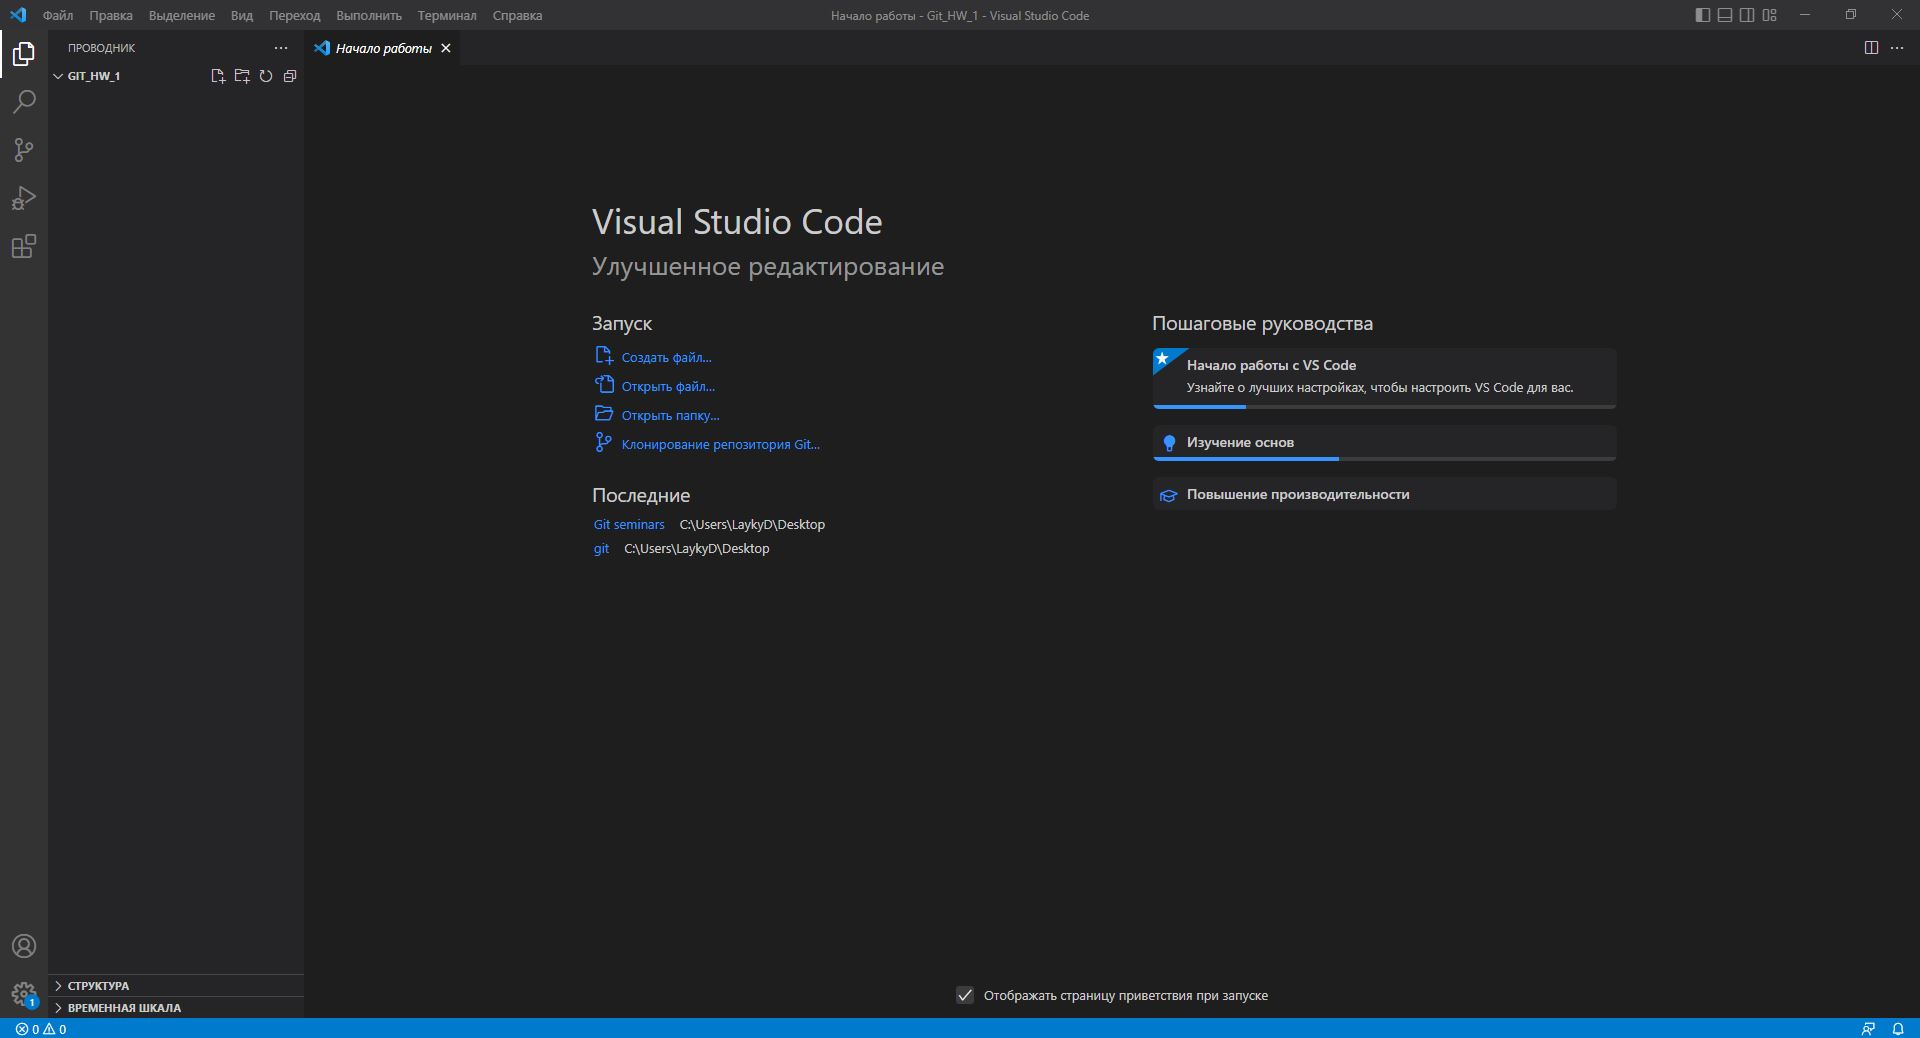 Файл Правка Выделение Вид Переход Выполнить Терминал Справка
Начало работы - Git_HW_1 - Visual Studio Code
ПРОВОДНИК
GIT_HW_1
Начало работы
Visual Studio Code
Улучшенное редактирование
Запуск
Создать файл...
Открыть файл...
Открыть папку...
Клонирование репозитория Git...
Последние
Git seminars C:\Users\LaykyD\Desktop
git C:\Users\LaykyD\Desktop
Пошаговые руководства
Начало работы с VS Code
Узнайте о лучших настройках, чтобы настроить VS Code для вас.
Изучение основ
Повышение производительности
Отображать страницу приветствия при запуске
1
СТРУКТУРА
ВРЕМЕННАЯ ШКАЛА
0 0